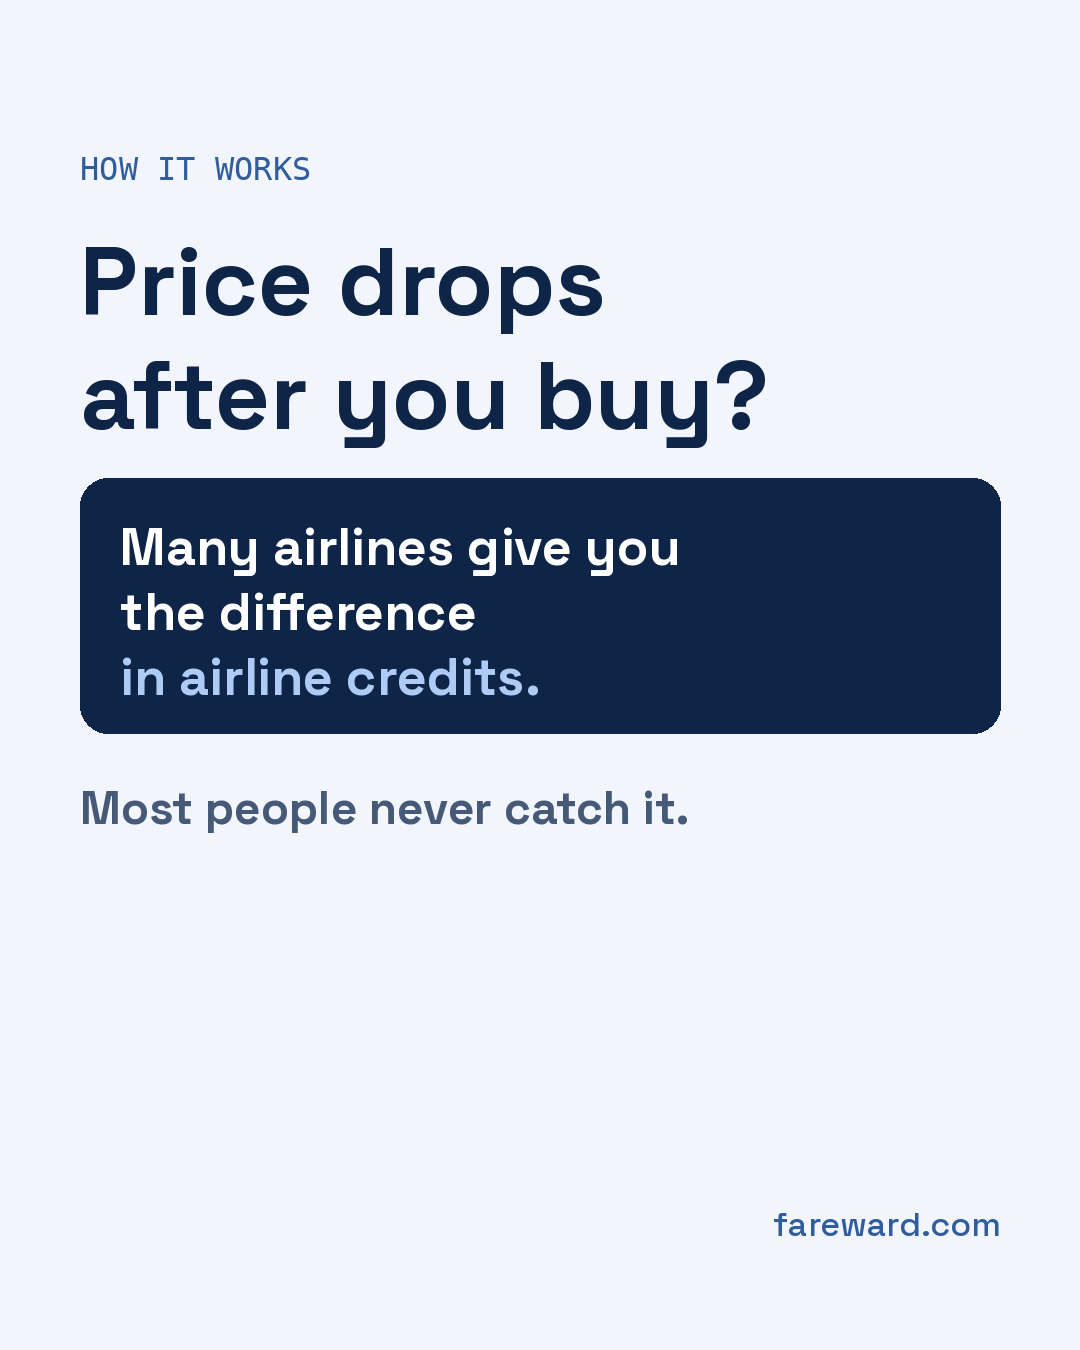 HOW IT WORKS
Price drops
after you buy?
Many airlines give you
the difference
in airline credits.
Most people never catch it.
fareward.com